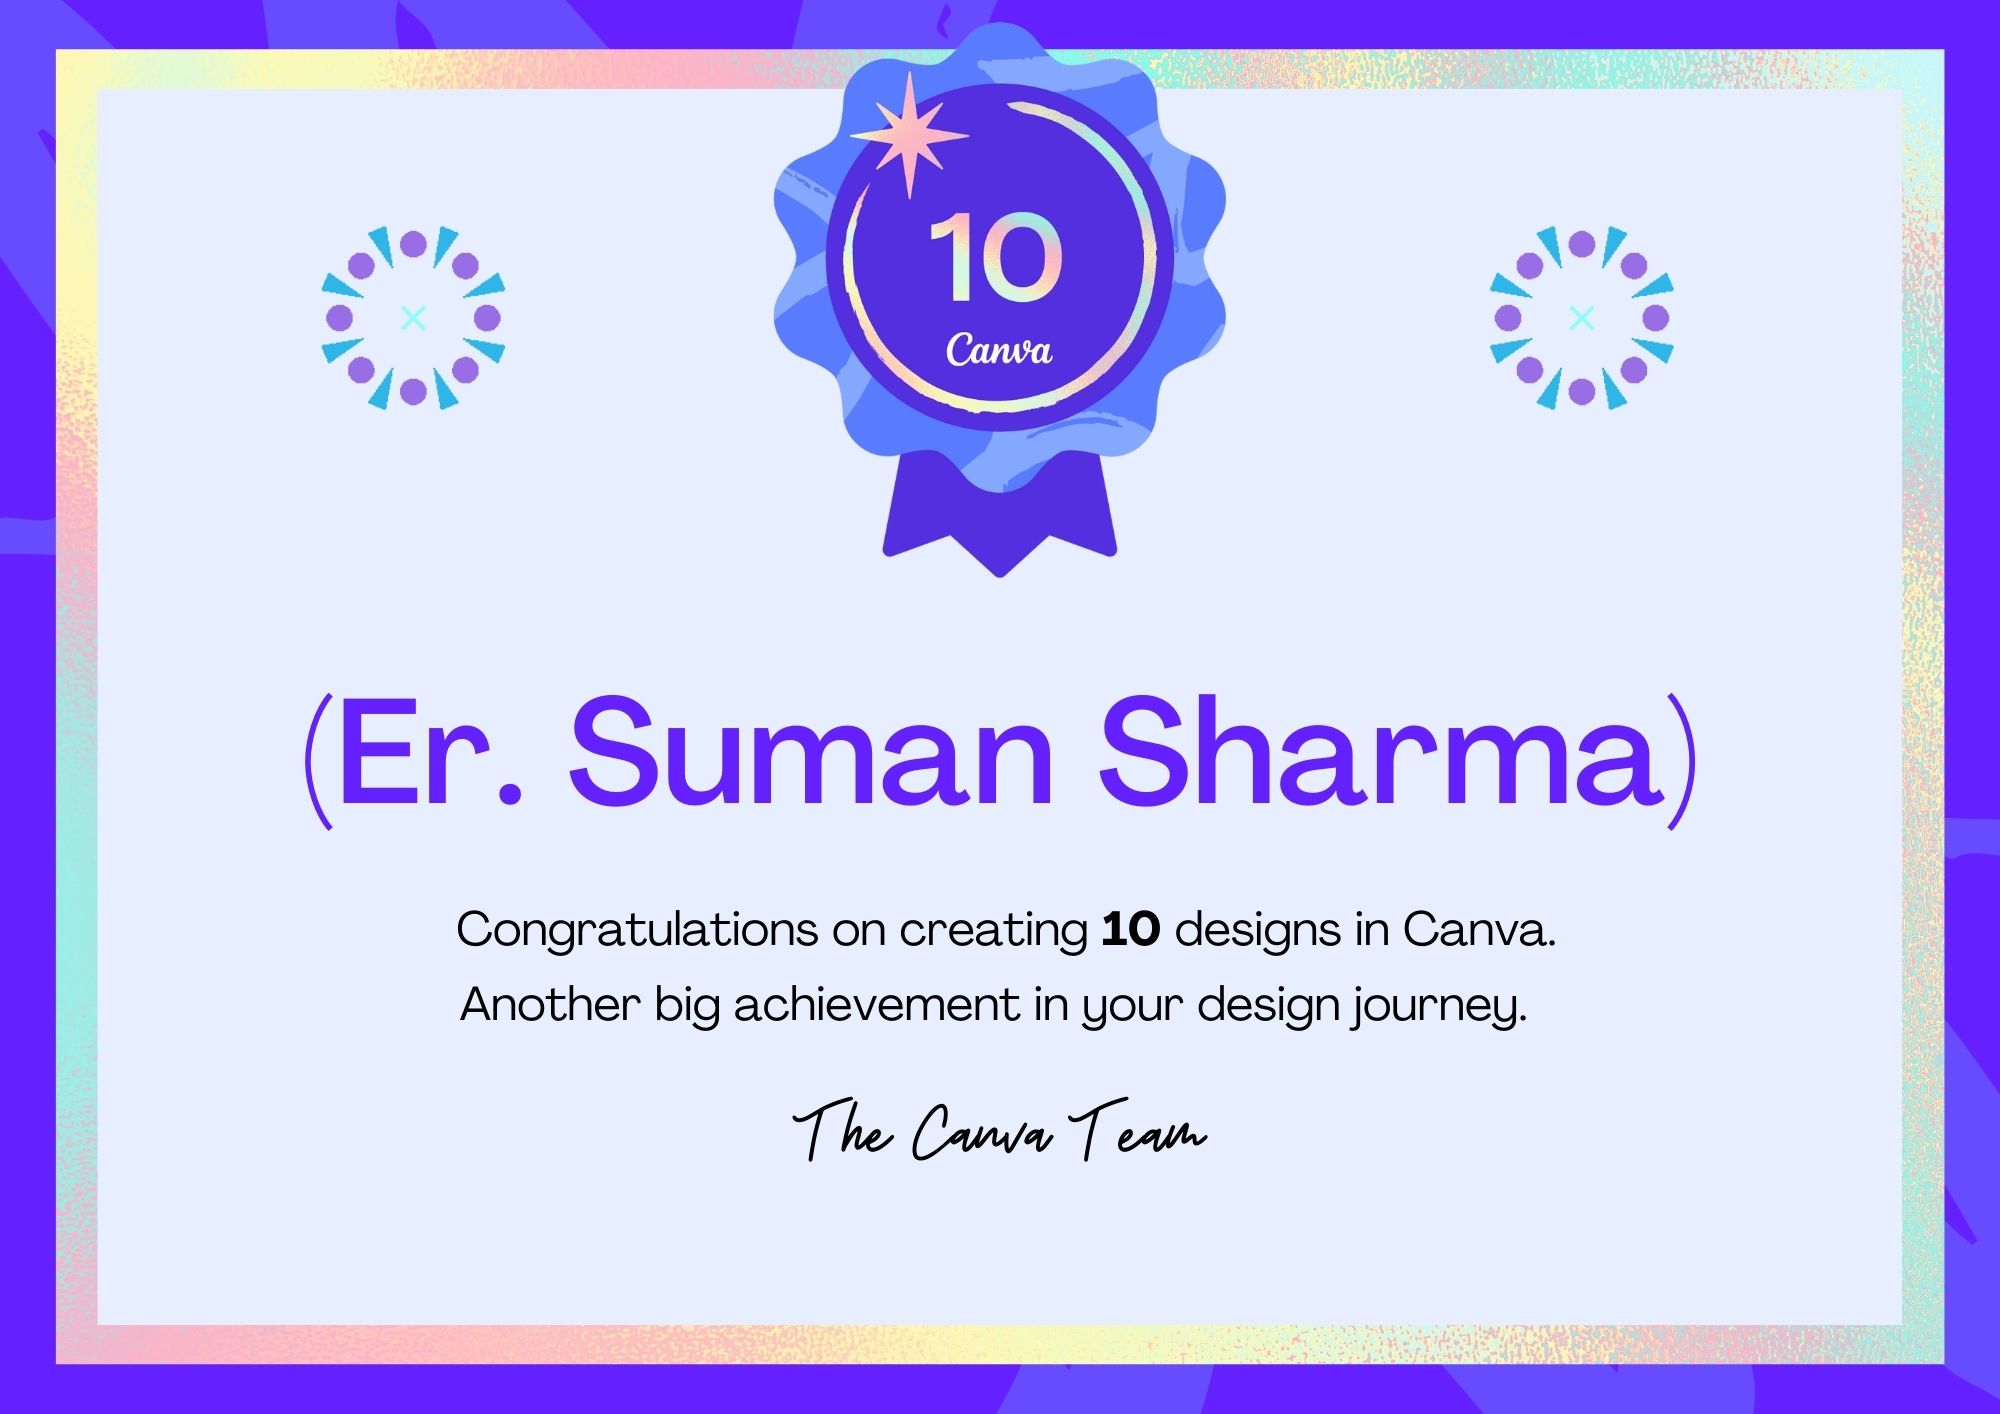 10
Canva
(Er. Suman Sharma)
Congratulations on creating 10 designs in Canva.
Another big achievement in your design journey.
The Canva Team